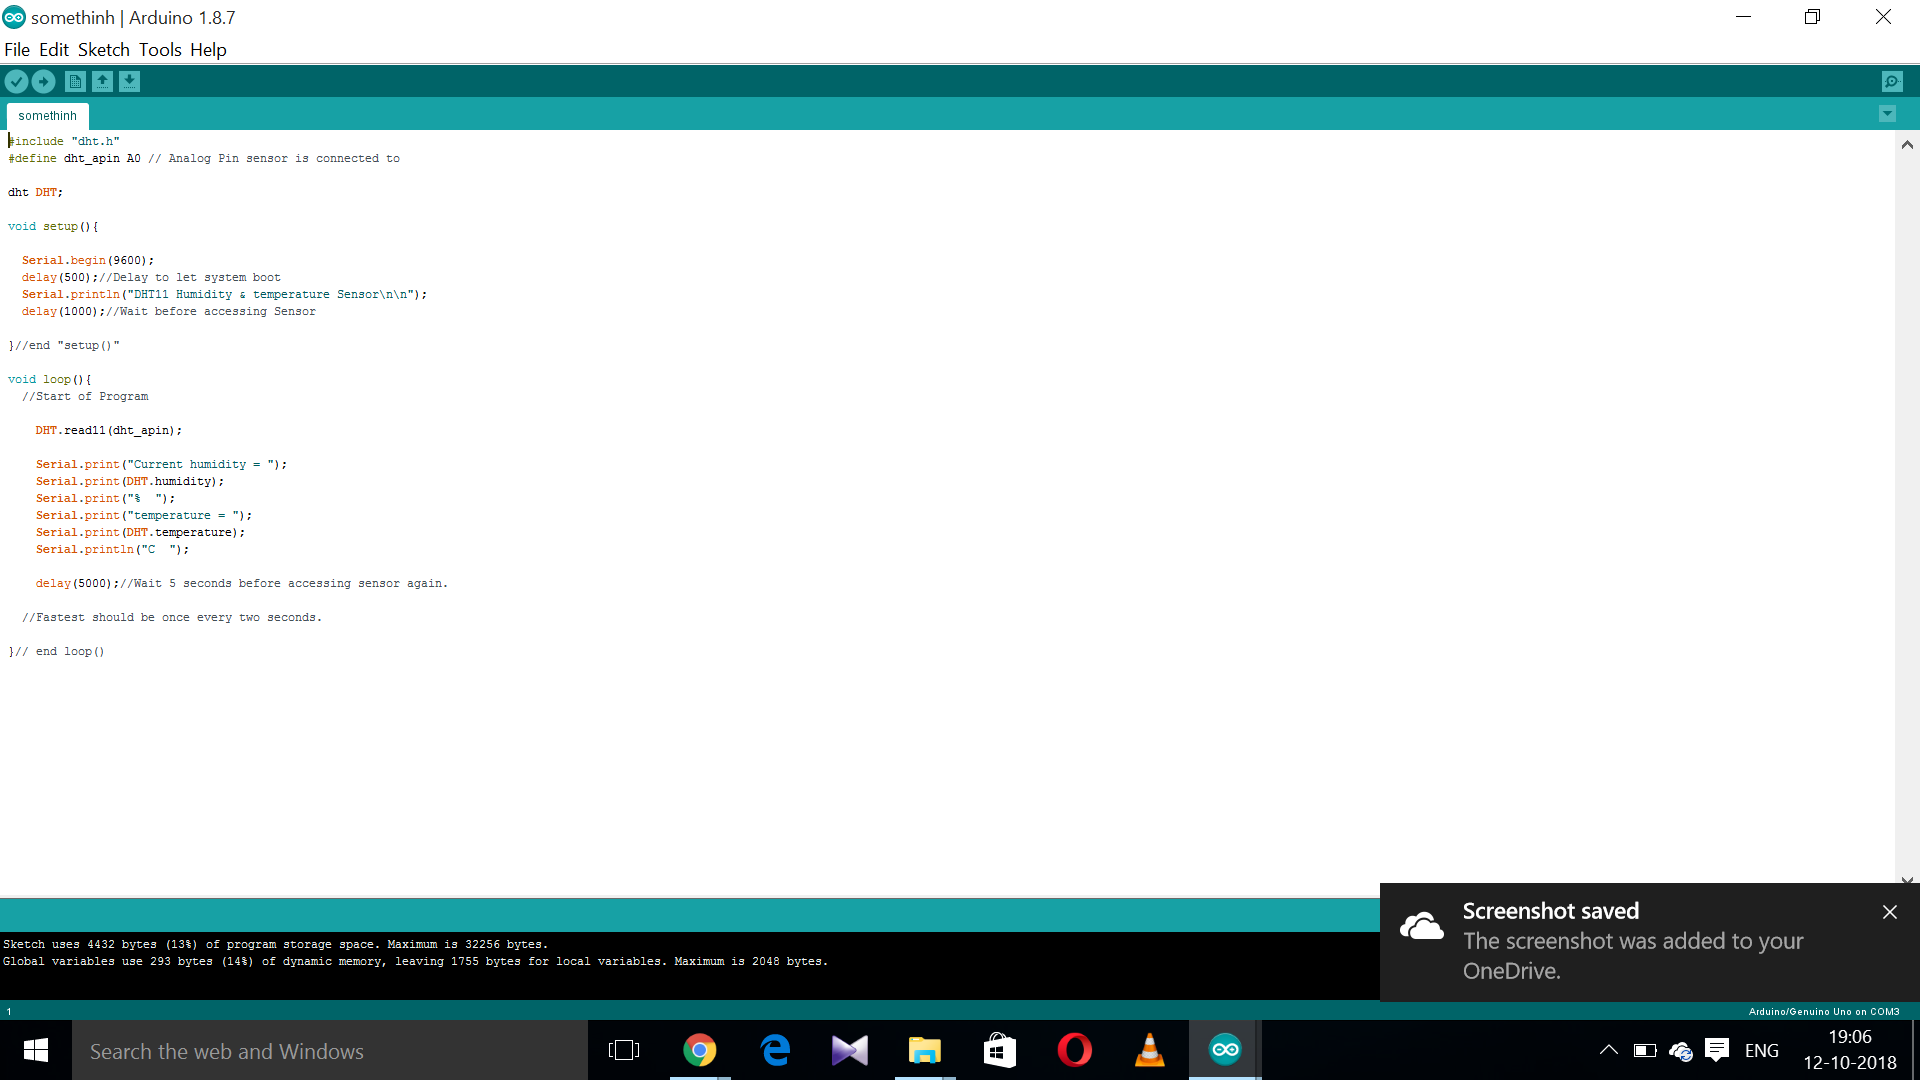 somethinh | Arduino 1.8.7
File Edit Sketch Tools Help
somethinh
#include "dht.h"
#define dht_apin A0 // Analog Pin sensor is connected to
dht DHT;
void setup(){
Serial.begin(9600);
delay(500);//Delay to let system boot
Serial.println("DHT11 Humidity & temperature Sensor\n\n");
delay(1000);//Wait before accessing Sensor
}//end "setup()"
void loop(){
//Start of Program
DHT.read11(dht_apin);
Serial.print("Current humidity = ");
Serial.print(DHT.humidity);
Serial.print("%  ");
Serial.print("temperature = ");
Serial.print(DHT.temperature);
Serial.println("C  ");
delay(5000);//Wait 5 seconds before accessing sensor again.
//Fastest should be once every two seconds.
}// end loop()
Screenshot saved
The screenshot was added to your
OneDrive.
Sketch uses 4432 bytes (13%) of program storage space. Maximum is 32256 bytes.
Global variables use 293 bytes (14%) of dynamic memory, leaving 1755 bytes for local variables. Maximum is 2048 bytes.
1
Arduino/Genuino Uno on COM3
Search the web and Windows
ENG
19:06
12-10-2018